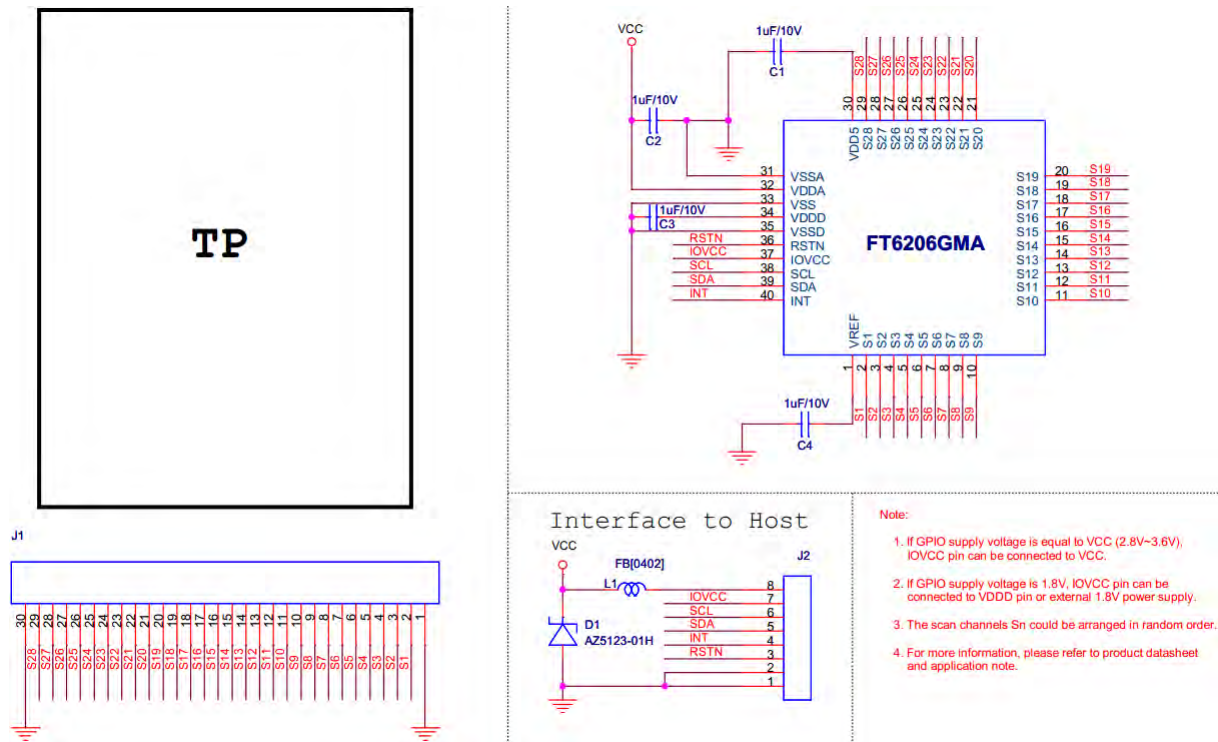 TP
J1
30 29 28 27 26 25 24 23 22 21 20 19 18 17 16 15 14 13 12 11 10 9 8 7 6 5 4 3 2 1
S28 S27 S26 S25 S24 S23 S22 S21 S20 S19 S18 S17 S16 S15 S14 S13 S12 S11 S10 S9 S8 S7 S6 S5 S4 S3 S2 S1
VCC
1uF/10V
C1
1uF/10V
C2
S28 S27 S26 S25 S24 S23 S22 S21 S20
30 29 28 27 26 25 24 23 22 21
VDD5 S28 S27 S26 S25 S24 S23 S22 S21 S20
31 VSSA
32 VDDA
33 VSS
34 VDDD
35 VSSD
RSTN 36 RSTN
IOVCC 37 IOVCC
SCL 38 SCL
SDA 39 SDA
INT 40 INT
1uF/10V
C3
FT6206GMA
S19 20 S19
S18 19 S18
S17 18 S17
S16 17 S16
S15 16 S15
S14 15 S14
S13 14 S13
S12 13 S12
S11 12 S11
S10 11 S10
VREF S1 S2 S3 S4 S5 S6 S7 S8 S9
1 2 3 4 5 6 7 8 9 10
S1 S2 S3 S4 S5 S6 S7 S8 S9
1uF/10V
C4
Interface to Host
VCC
FB[0402]
L1
J2
D1
AZ5123-01H
8
IOVCC 7
SCL 6
SDA 5
INT 4
RSTN 3
2
1
Note:
1. If GPIO supply voltage is equal to VCC (2.8V~3.6V),
IOVCC pin can be connected to VCC.
2. If GPIO supply voltage is 1.8V, IOVCC pin can be
connected to VDDD pin or external 1.8V power supply.
3. The scan channels Sn could be arranged in random order.
4. For more information, please refer to product datasheet
and application note.